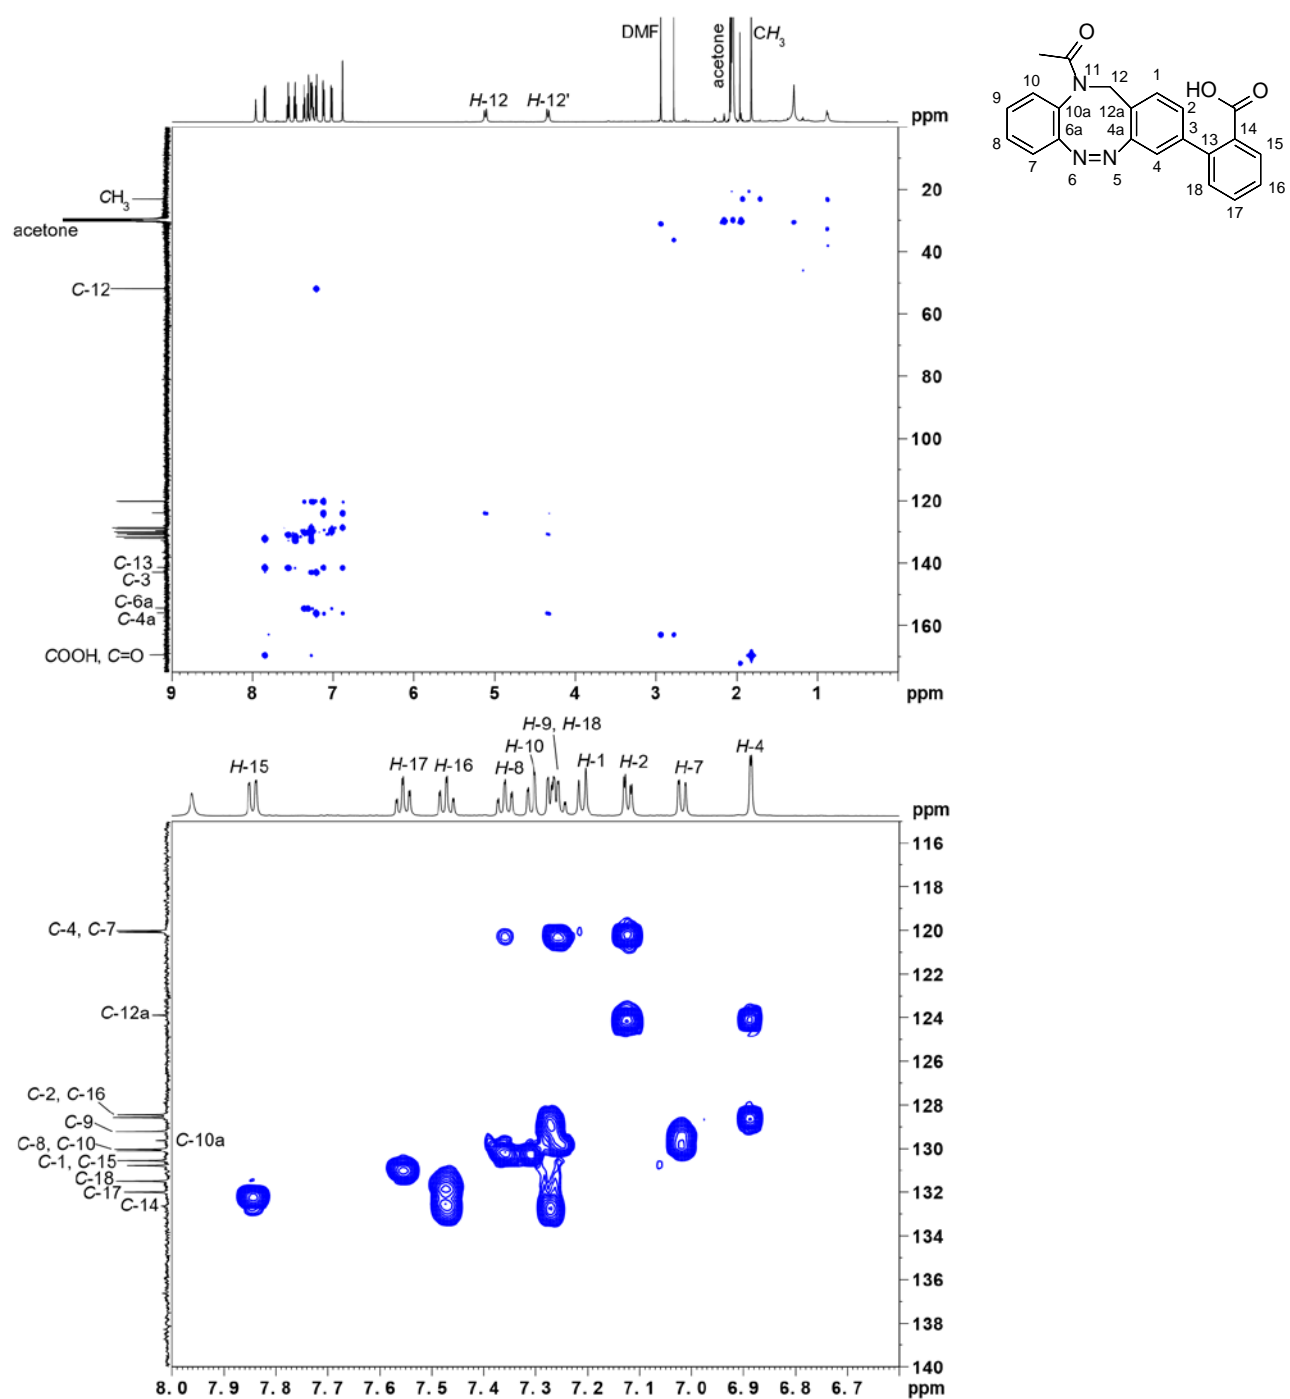 DMF
acetone
CH3
H-12
H-12'
ppm
CH3
acetone
C-12
C-13
C-3
C-6a
C-4a
COOH, C=O
20
40
60
80
100
120
140
160
9 8 7 6 5 4 3 2 1 ppm
O
11
12
1
10
9
8
7
10a
6a
12a
4a
N
N=N
6
5
4
3
2
HO
O
13
14
15
16
17
18
H-9, H-18
H-15
H-17
H-16
H-8
H-10
H-1
H-2
H-7
H-4
ppm
C-4, C-7
C-12a
C-2, C-16
C-9
C-8, C-10
C-10a
C-1, C-15
C-18
C-17
C-14
116
118
120
122
124
126
128
130
132
134
136
138
140
8.0 7.9 7.8 7.7 7.6 7.5 7.4 7.3 7.2 7.1 7.0 6.9 6.8 6.7 ppm